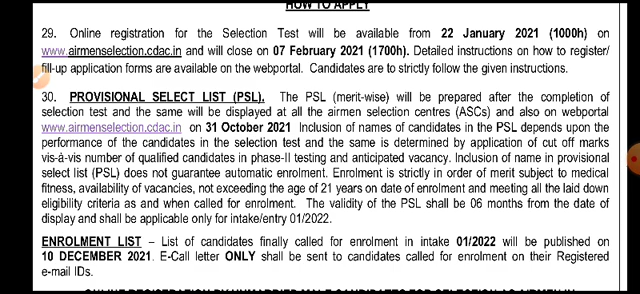 HOW TO APPLY
29. Online registration for the Selection Test will be available from 22 January 2021 (1000h) on
www.airmenselection.cdac.in and will close on 07 February 2021 (1700h). Detailed instructions on how to register/
fill-up application forms are available on the webportal. Candidates are to strictly follow the given instructions.
30. PROVISIONAL SELECT LIST (PSL). The PSL (merit-wise) will be prepared after the completion of
selection test and the same will be displayed at all the airmen selection centres (ASCs) and also on webportal
www.airmenselection.cdac.in on 31 October 2021 Inclusion of names of candidates in the PSL depends upon the
performance of the candidates in the selection test and the same is determined by application of cut off marks
vis-à-vis number of qualified candidates in phase-II testing and anticipated vacancy. Inclusion of name in provisional
select list (PSL) does not guarantee automatic enrolment. Enrolment is strictly in order of merit subject to medical
fitness, availability of vacancies, not exceeding the age of 21 years on date of enrolment and meeting all the laid down
eligibility criteria as and when called for enrolment. The validity of the PSL shall be 06 months from the date of
display and shall be applicable only for intake/entry 01/2022.
ENROLMENT LIST – List of candidates finally called for enrolment in intake 01/2022 will be published on
10 DECEMBER 2021. E-Call letter ONLY shall be sent to candidates called for enrolment on their Registered
e-mail IDs.